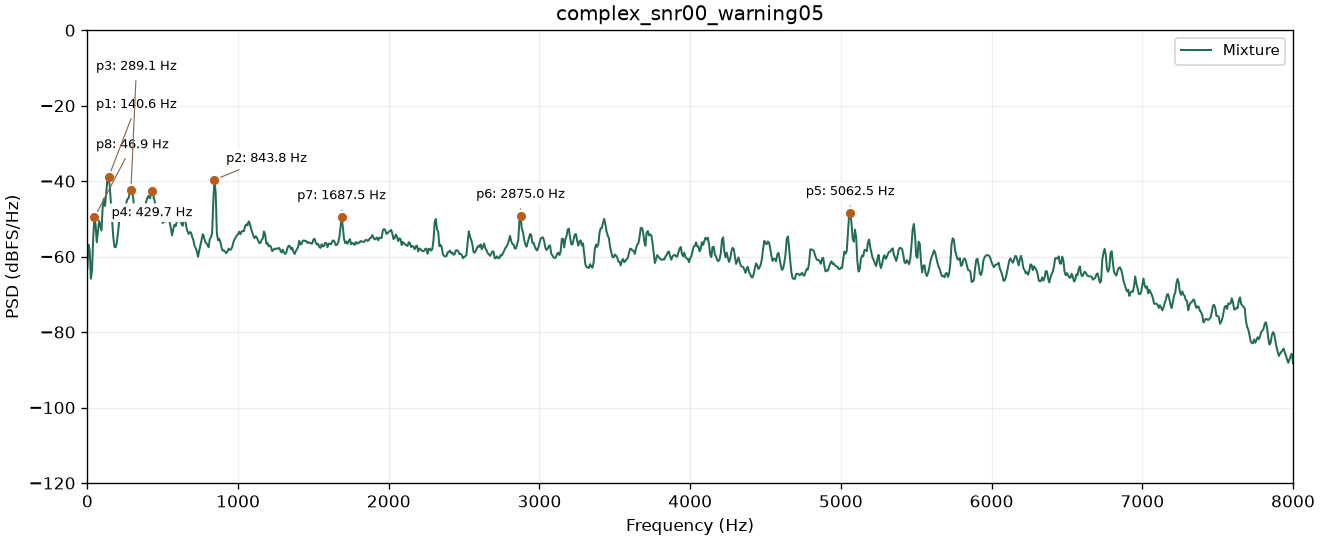 complex_snr00_warning05
Mixture
p3: 289.1 Hz
p1: 140.6 Hz
p8: 46.9 Hz
p2: 843.8 Hz
p7: 1687.5 Hz
p6: 2875.0 Hz
p5: 5062.5 Hz
p4: 429.7 Hz
0
−20
−40
−60
−80
−100
−120
PSD (dBFS/Hz)
0 1000 2000 3000 4000 5000 6000 7000 8000
Frequency (Hz)